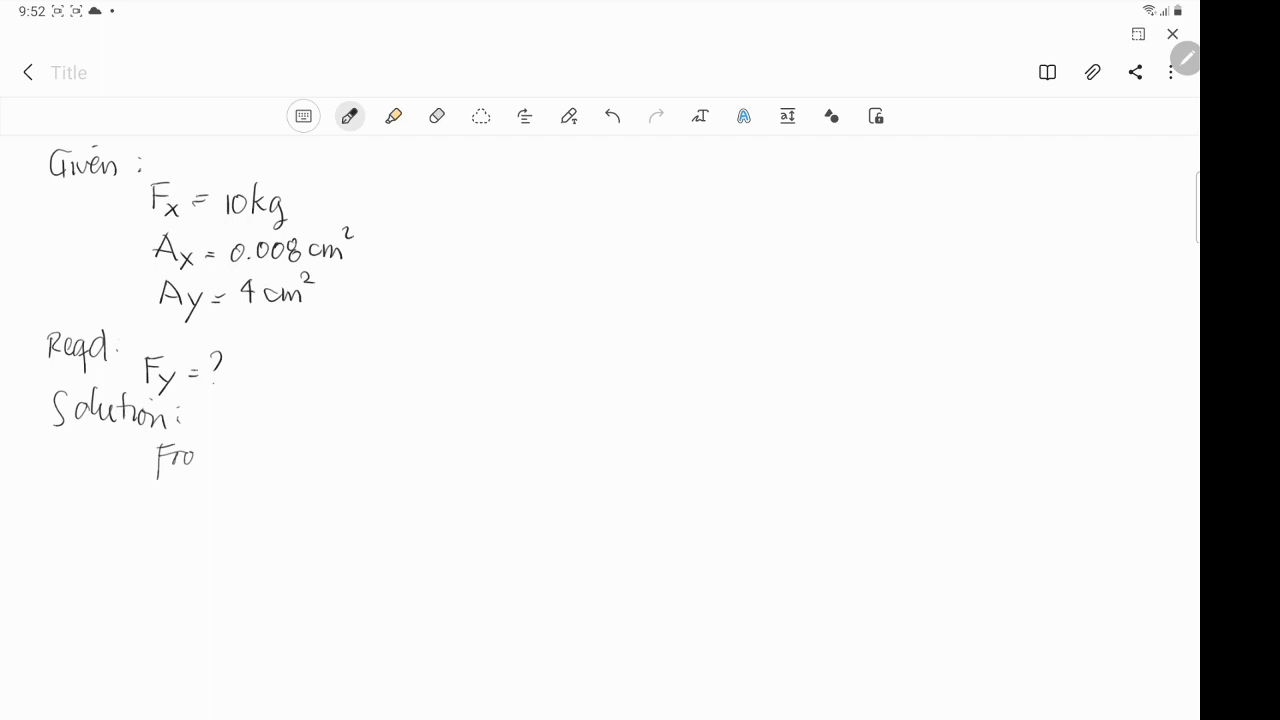 9:52
Title
Given :
Fx = 10kg
Ax = 0.008 cm²
Ay = 4 cm²
Reqd:
Fy = ?
Solution:
Fro